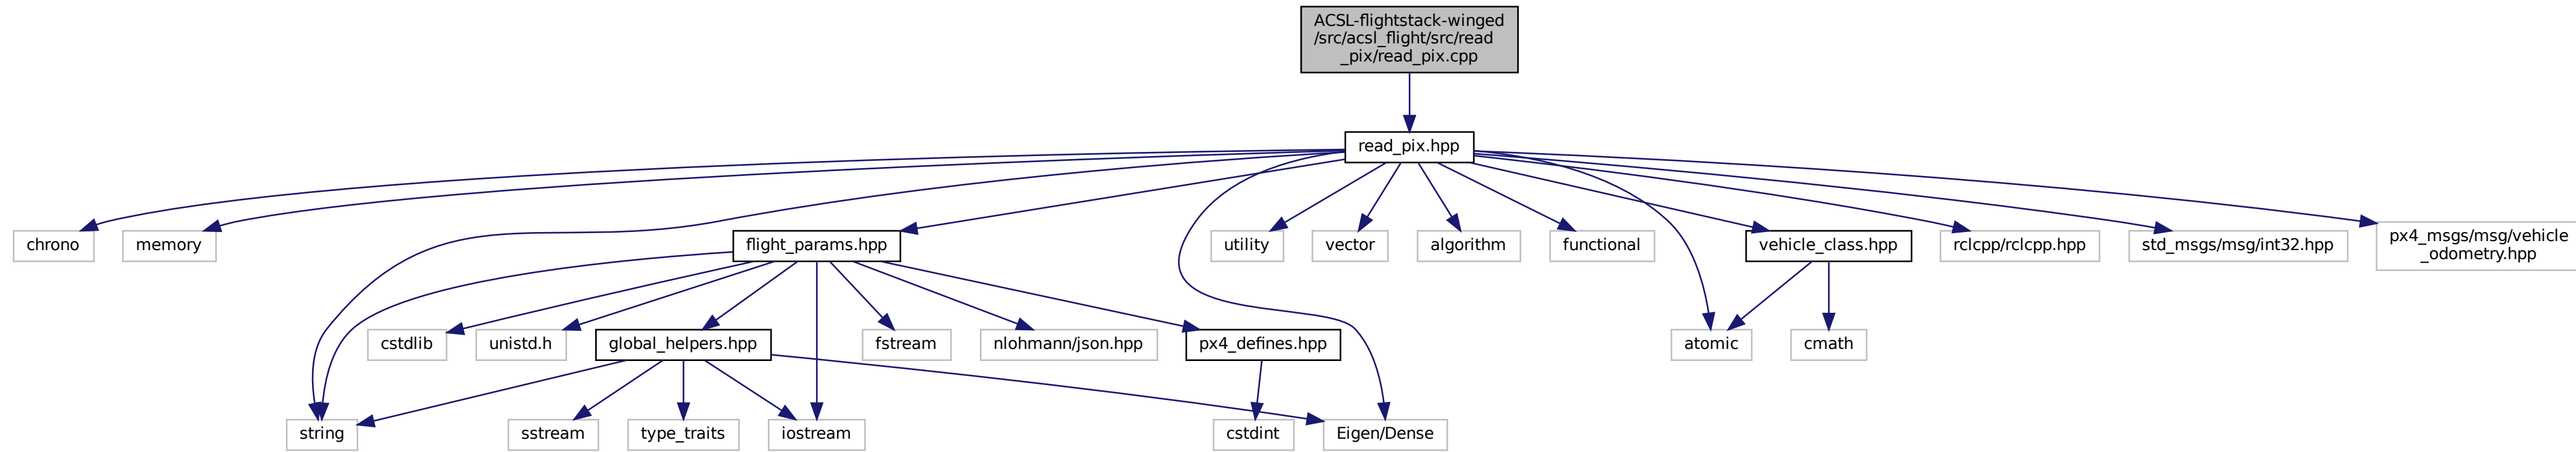 ACSL-flightstack-winged
/src/acsl_flight/src/read
_pix/read_pix.cpp
read_pix.hpp
chrono
memory
flight_params.hpp
utility
vector
algorithm
functional
vehicle_class.hpp
rclcpp/rclcpp.hpp
std_msgs/msg/int32.hpp
px4_msgs/msg/vehicle
_odometry.hpp
cstdlib
unistd.h
global_helpers.hpp
fstream
nlohmann/json.hpp
px4_defines.hpp
atomic
cmath
string
sstream
type_traits
iostream
cstdint
Eigen/Dense